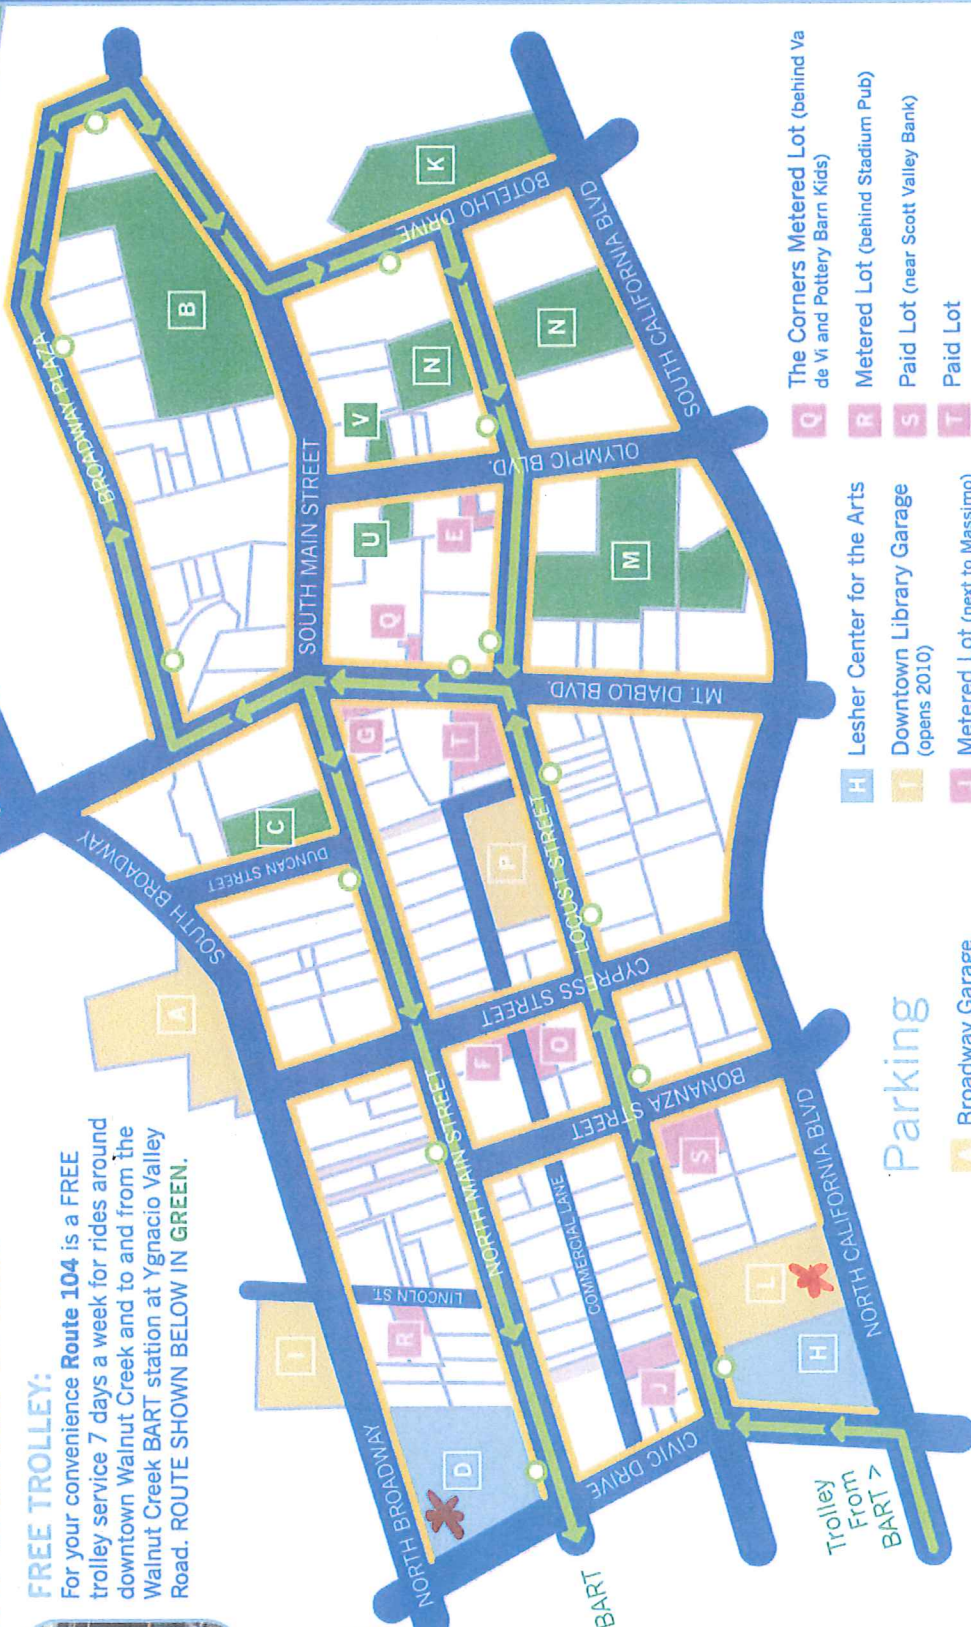 FREE TROLLEY:
For your convenience Route 104 is a FREE
trolley service 7 days a week for rides around
downtown Walnut Creek and to and from the
Walnut Creek BART station at Ygnacio Valley
Road. ROUTE SHOWN BELOW IN GREEN.
BROADWAY PLAZA
SOUTH BROADWAY
SOUTH MAIN STREET
DUNCAN STREET
BOTELHO DRIVE
OLYMPIC BLVD.
MT. DIABLO BLVD.
SOUTH CALIFORNIA BLVD
LOCUST STREET
CYPRESS STREET
BONANZA STREET
NORTH MAIN STREET
COMMERCIAL LANE
LINCOLN ST.
NORTH BROADWAY
CIVIC DRIVE
NORTH CALIFORNIA BLVD
A
B
C
D
E
F
G
H
I
J
K
L
M
N
N
O
P
Q
R
S
T
U
V
BART
Trolley
From
BART >
Parking
Broadway Garage
H Lesher Center for the Arts
I Downtown Library Garage
(opens 2010)
J Metered Lot (next to Massimo)
Q The Corners Metered Lot (behind Va
de Vi and Pottery Barn Kids)
R Metered Lot (behind Stadium Pub)
S Paid Lot (near Scott Valley Bank)
T Paid Lot